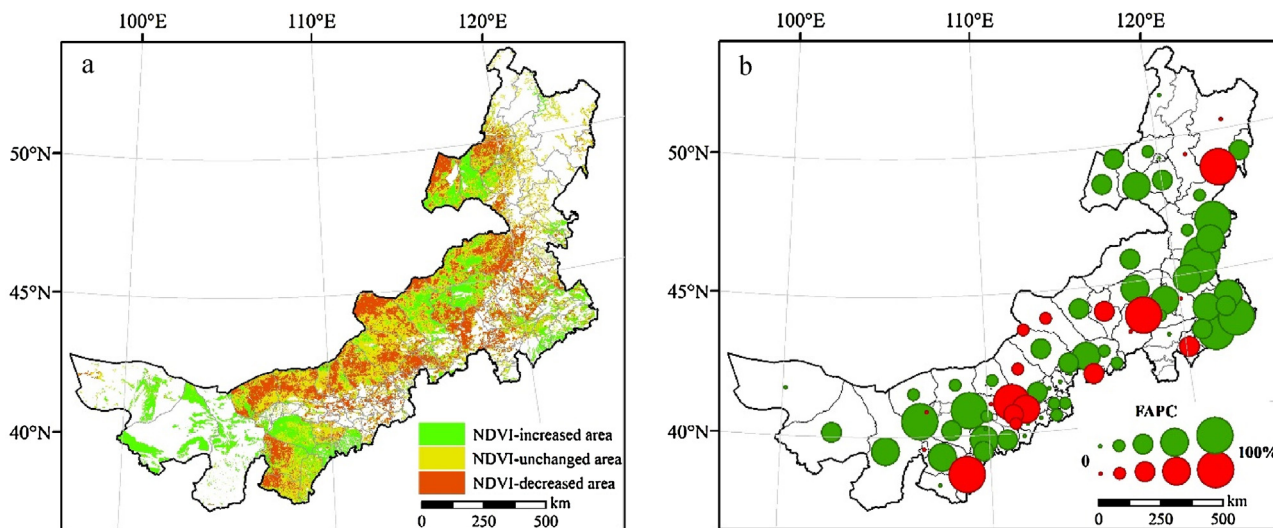 100°E 110°E 120°E
a
50°N
45°N
40°N
NDVI-increased area
NDVI-unchanged area
NDVI-decreased area
km
0 250 500
100°E 110°E 120°E
b
50°N
45°N
40°N
FAPC
0 100%
km
0 250 500